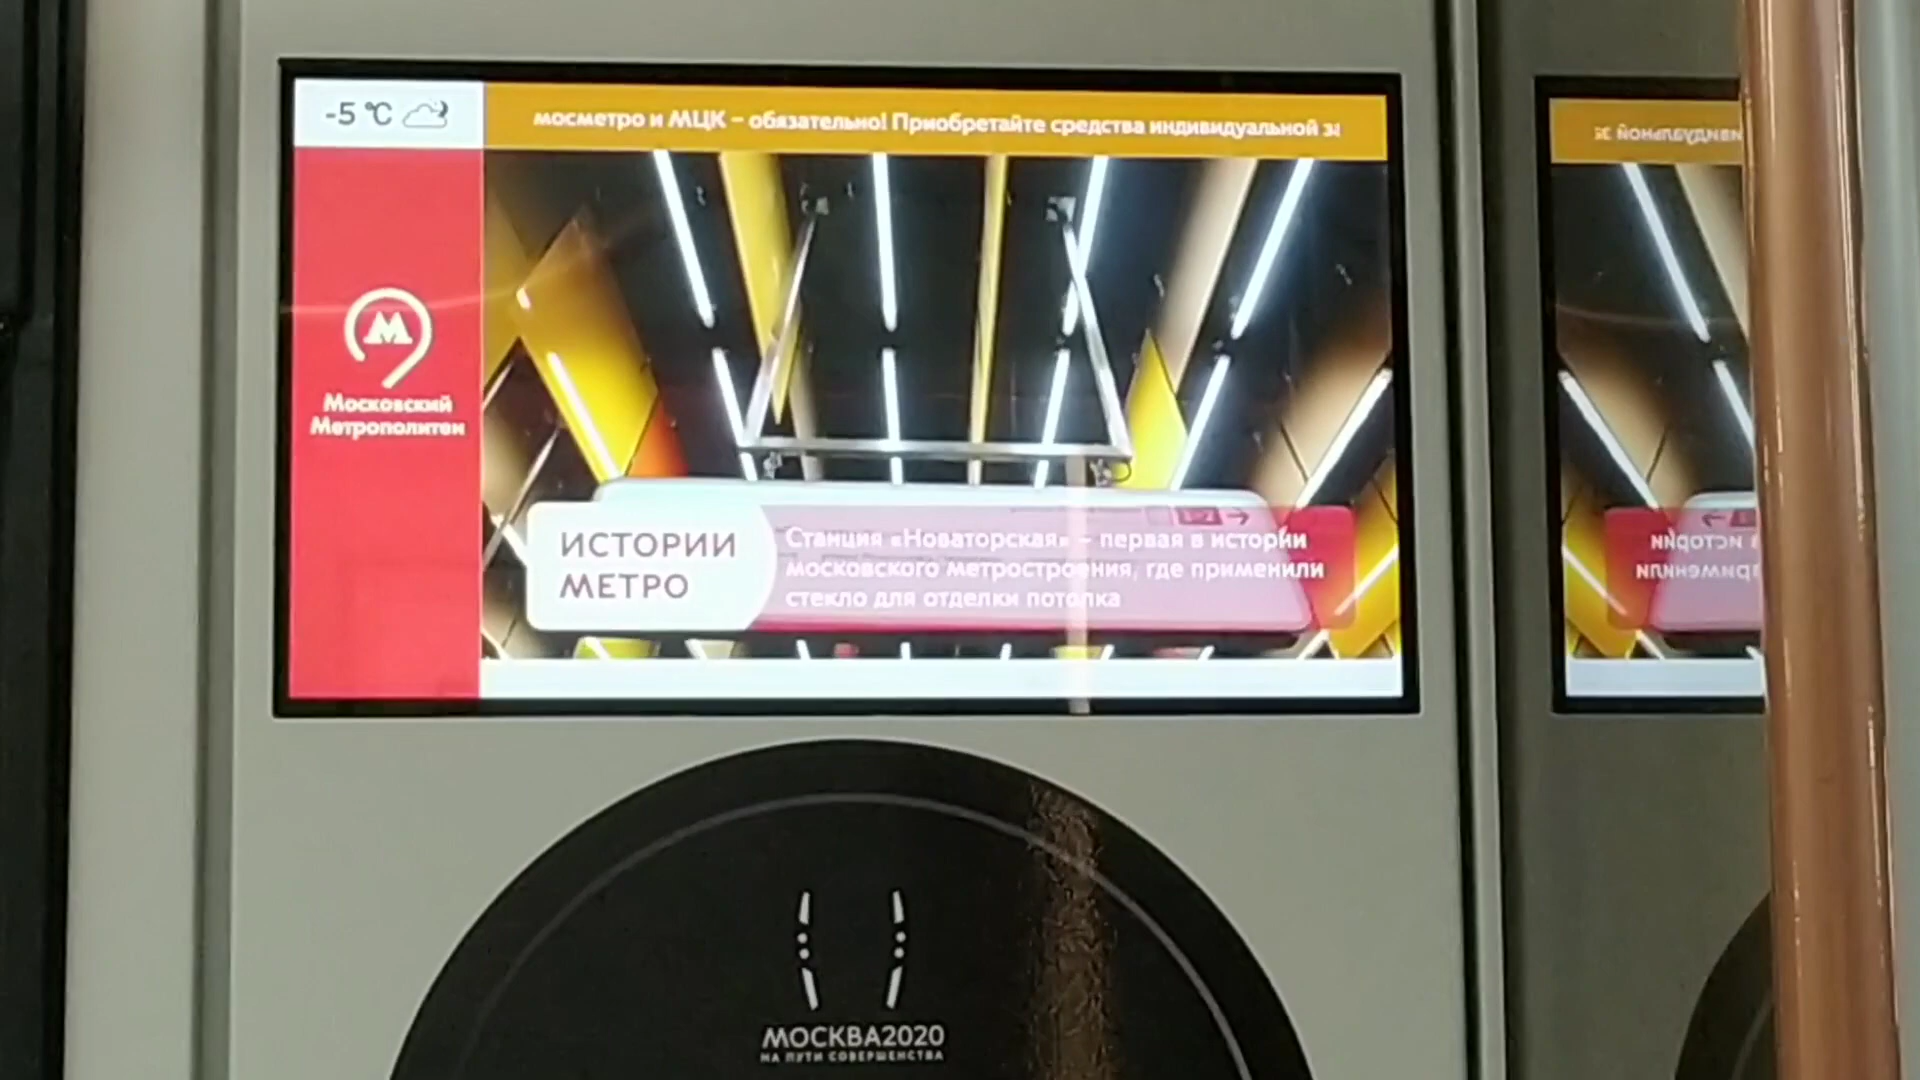 -5 °C
мосметро и МЦК – обязательно! Приобретайте средства индивидуальной
М
Московский
Метрополитен
ИСТОРИИ
МЕТРО
Станция «Новаторская» – первая в истории
московского метростроения, где применили
стекло для отделки потолка
МОСКВА2020
НА ПУТИ СОВЕРШЕНСТВА